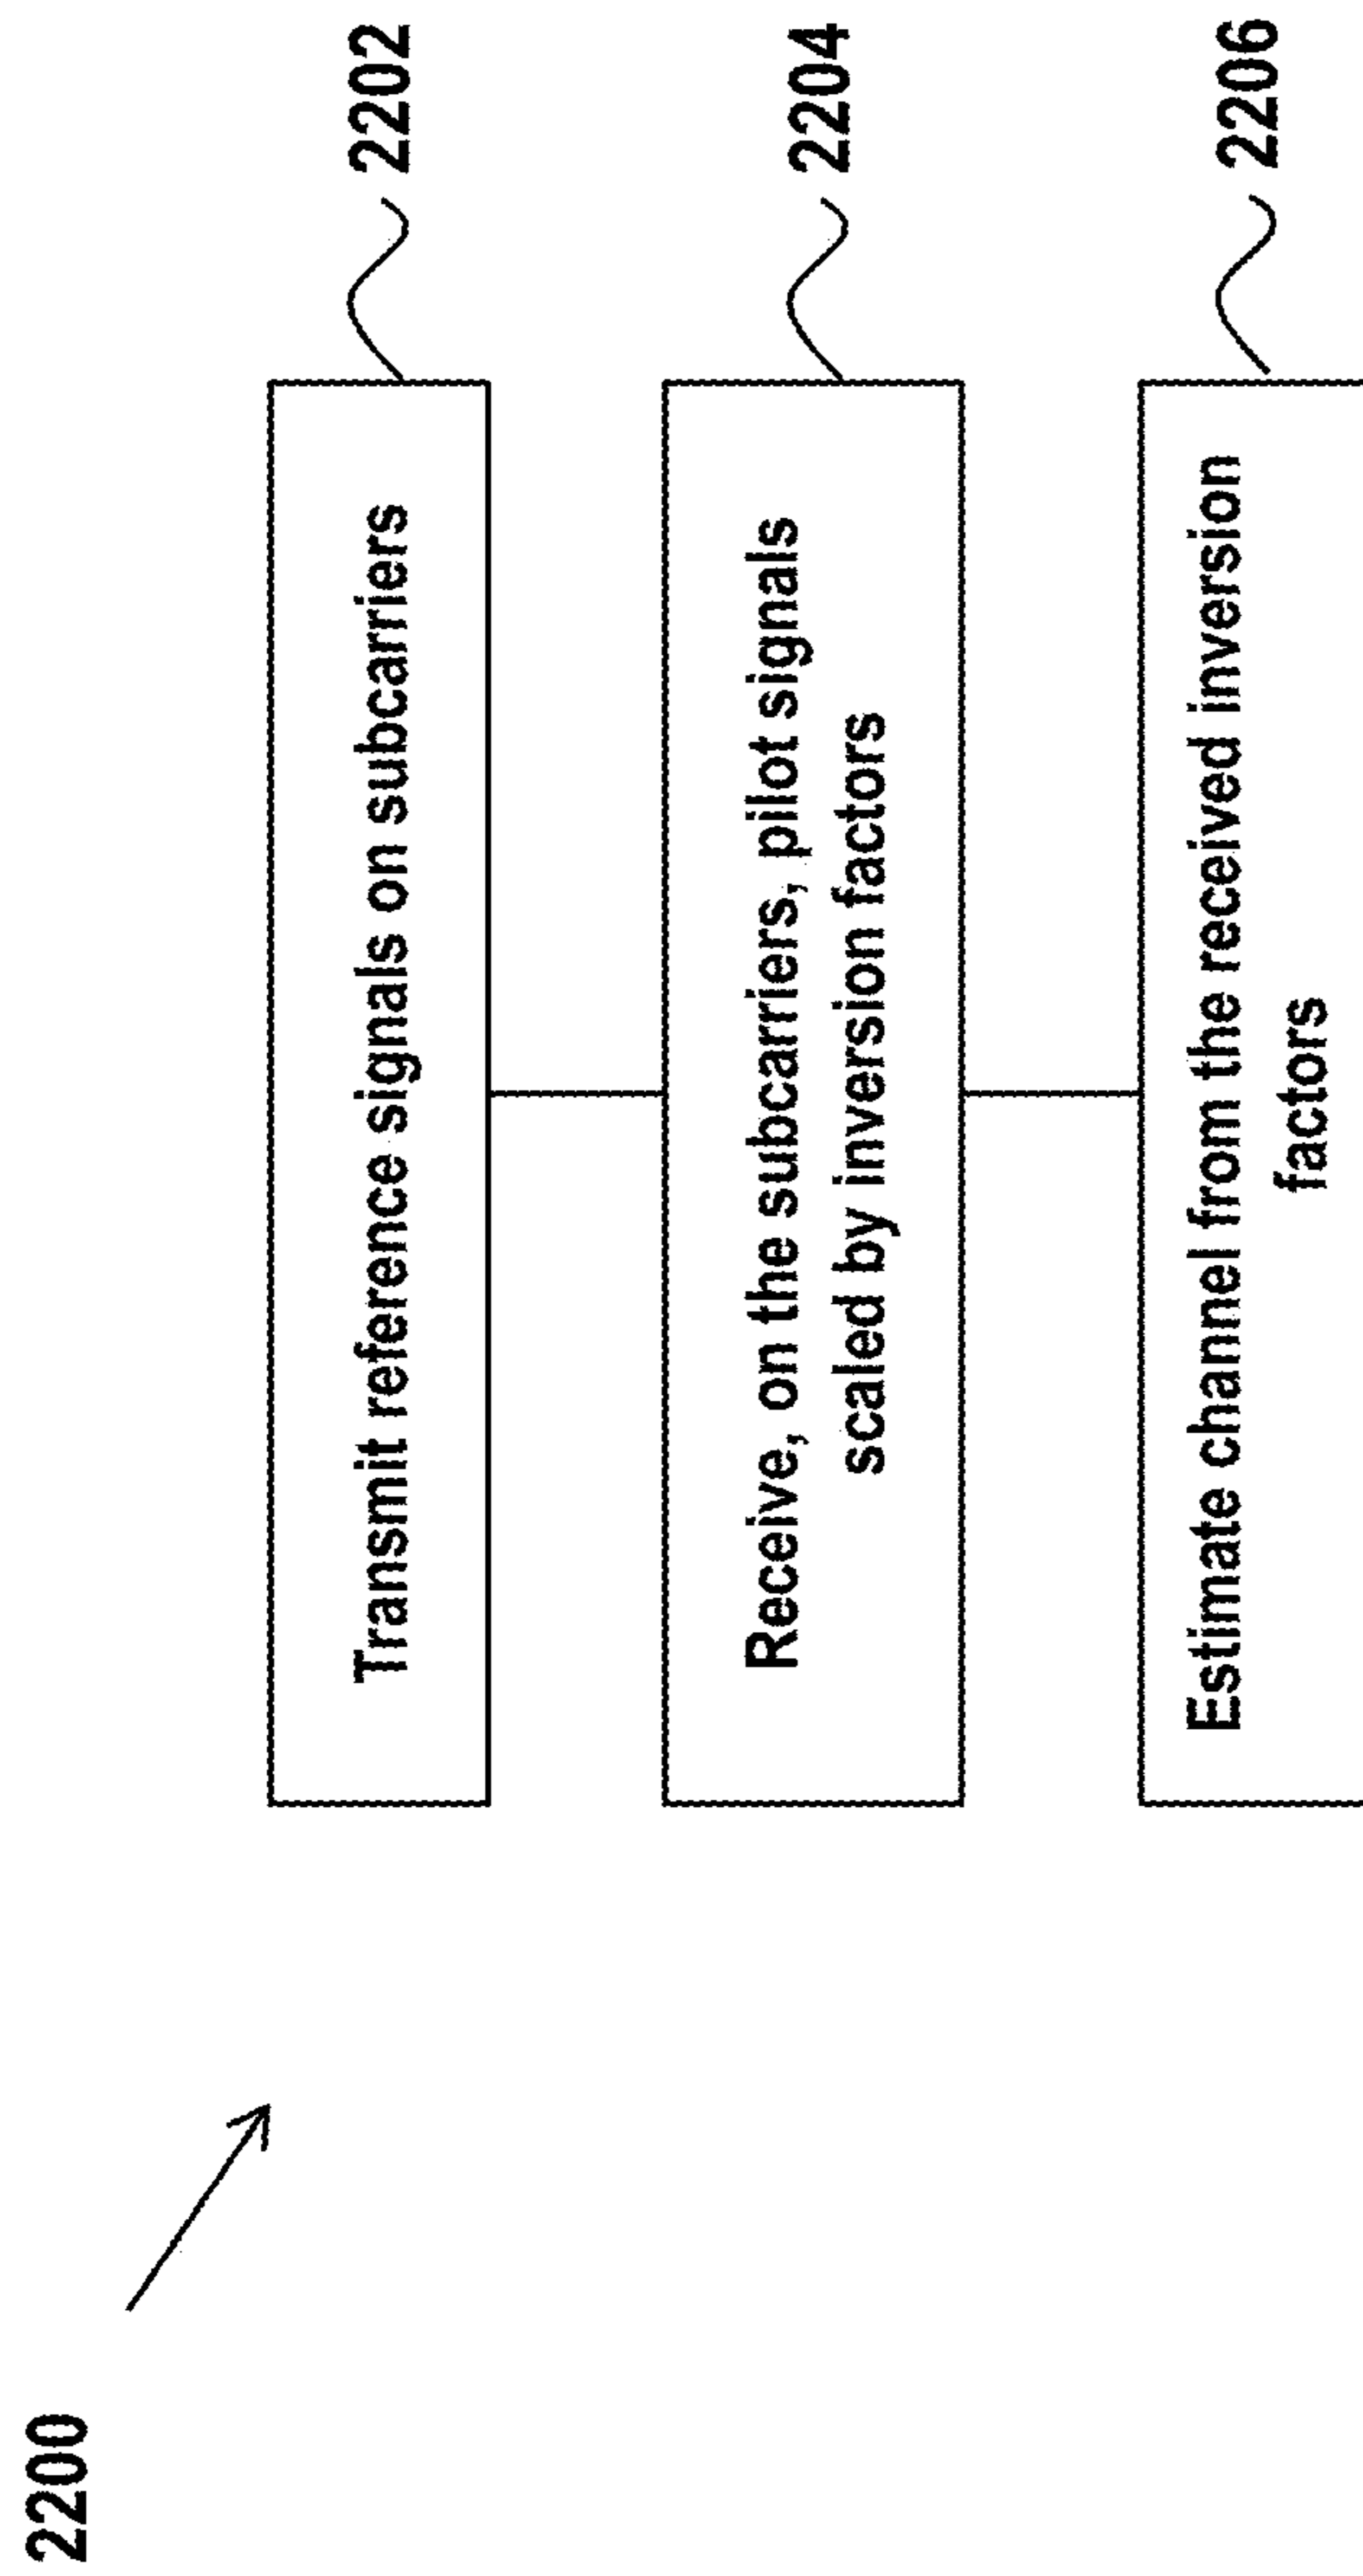 2200
Transmit reference signals on subcarriers
2202
Receive, on the subcarriers, pilot signals
scaled by inversion factors
2204
Estimate channel from the received inversion
factors
2206